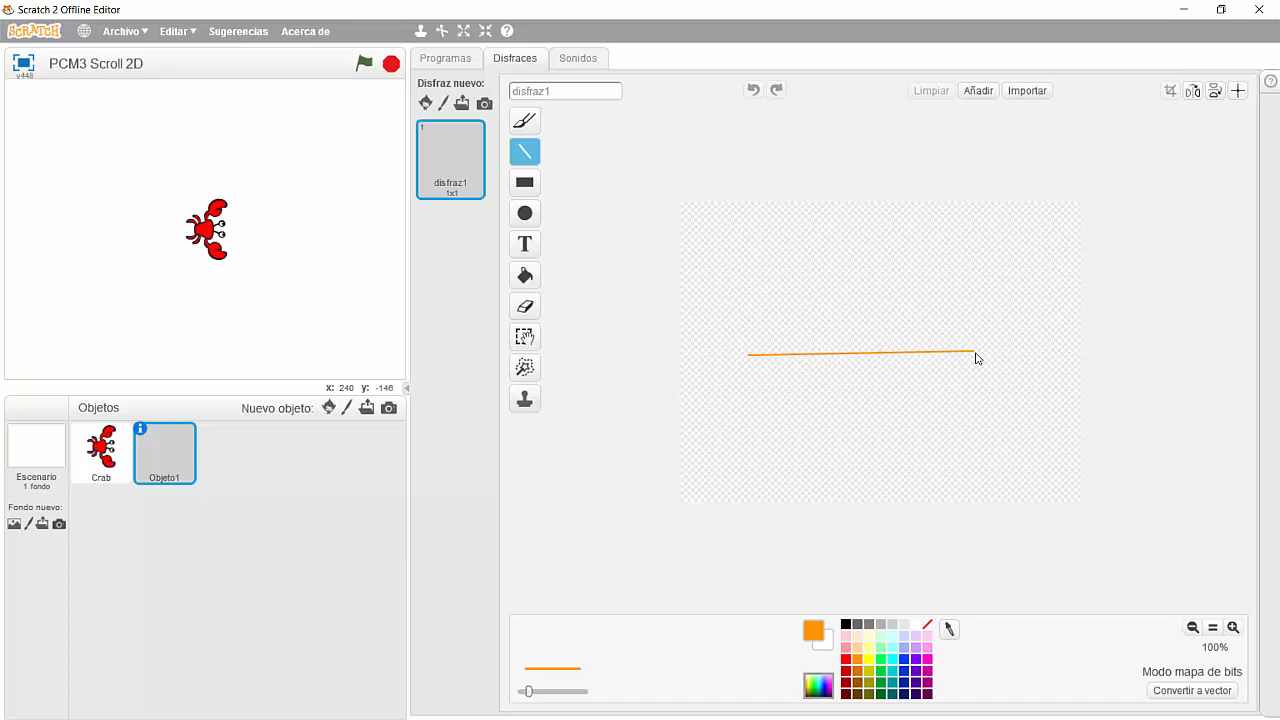 Scratch 2 Offline Editor
SCRATCH Archivo Editar Sugerencias Acerca de
v448 PCM3 Scroll 2D
Programas Disfraces Sonidos
Disfraz nuevo:
disfraz1
Limpiar Añadir Importar
1
disfraz1
1x1
T
x: 240 y: -146
Objetos Nuevo objeto:
Escenario
1 fondo
Crab
Objeto1
Fondo nuevo:
100%
Modo mapa de bits
Convertir a vector